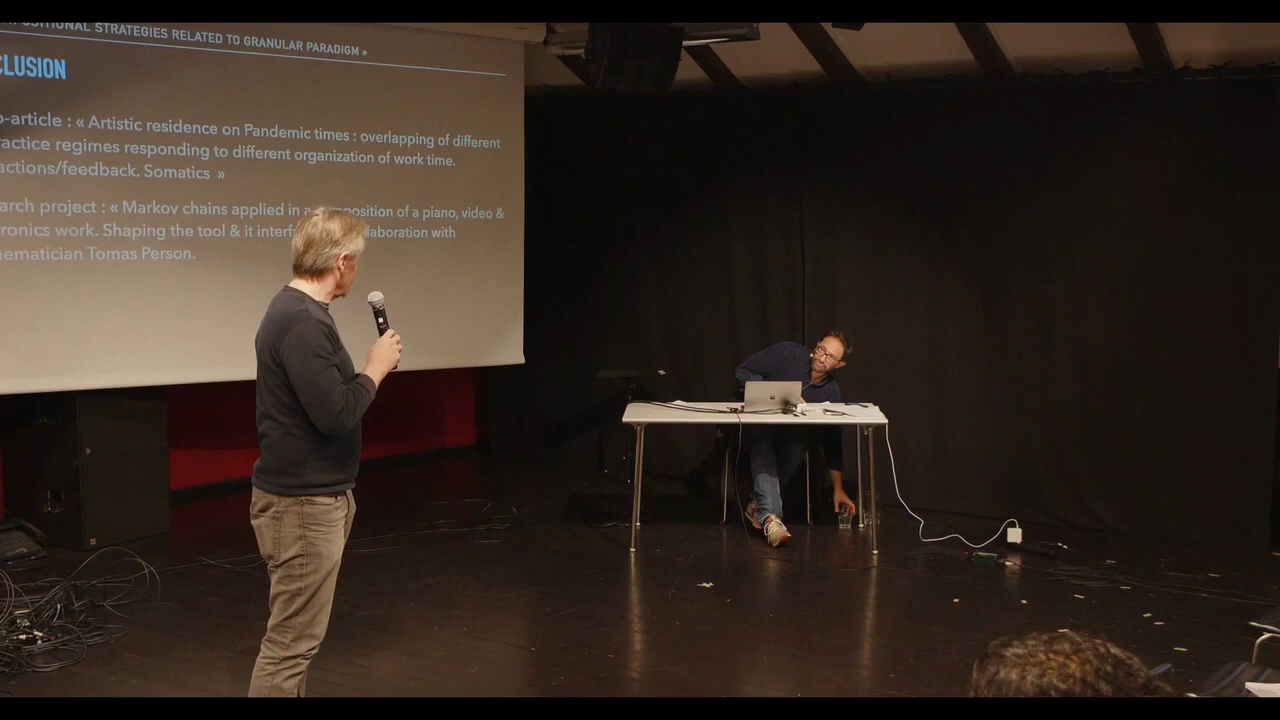 POSITIONAL STRATEGIES RELATED TO GRANULAR PARADIGM »
CLUSION
o-article : « Artistic residence on Pandemic times : overlapping of different
ractice regimes responding to different organization of work time.
actions/feedback. Somatics »
arch project : « Markov chains applied in a composition of a piano, video &
ronics work. Shaping the tool & it interf laboration with
hematician Tomas Person.